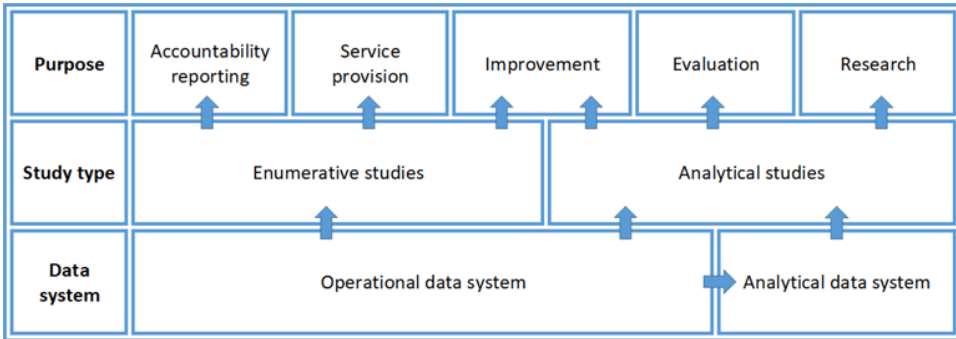 Purpose
Accountability
reporting
Service
provision
Improvement
Evaluation
Research
Study type
Enumerative studies
Analytical studies
Data
system
Operational data system
Analytical data system